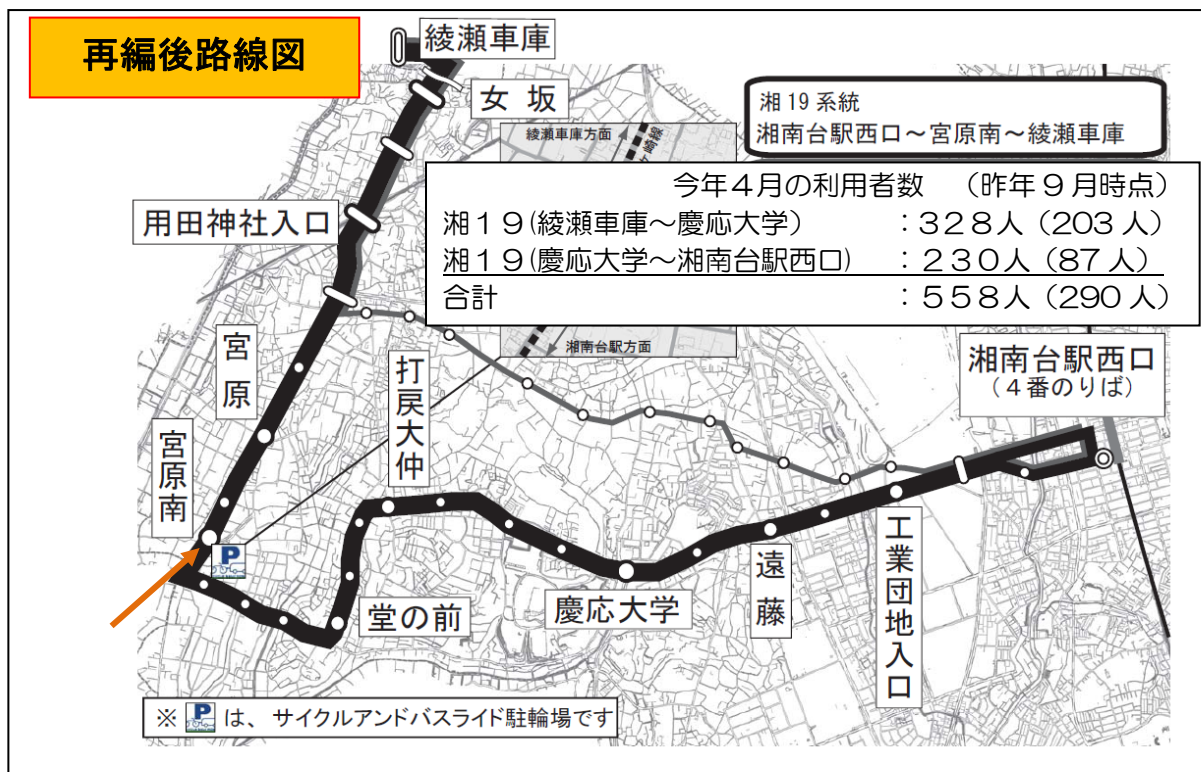 再編後路線図
綾瀬車庫
女坂
湘19系統
湘南台駅西口～宮原南～綾瀬車庫
綾瀬車庫方面
今年４月の利用者数　（昨年９月時点）
湘１９(綾瀬車庫～慶応大学）　：３２８人（203人）
湘１９(慶応大学～湘南台駅西口)　：２３０人（87人）
合計　：５５８人（290人）
用田神社入口
湘南台駅方面
湘南台駅西口
（４番のりば）
宮原
打戻大仲
宮原南
P
遠藤
工業団地入口
慶応大学
堂の前
※ P は、サイクルアンドバスライド駐輪場です